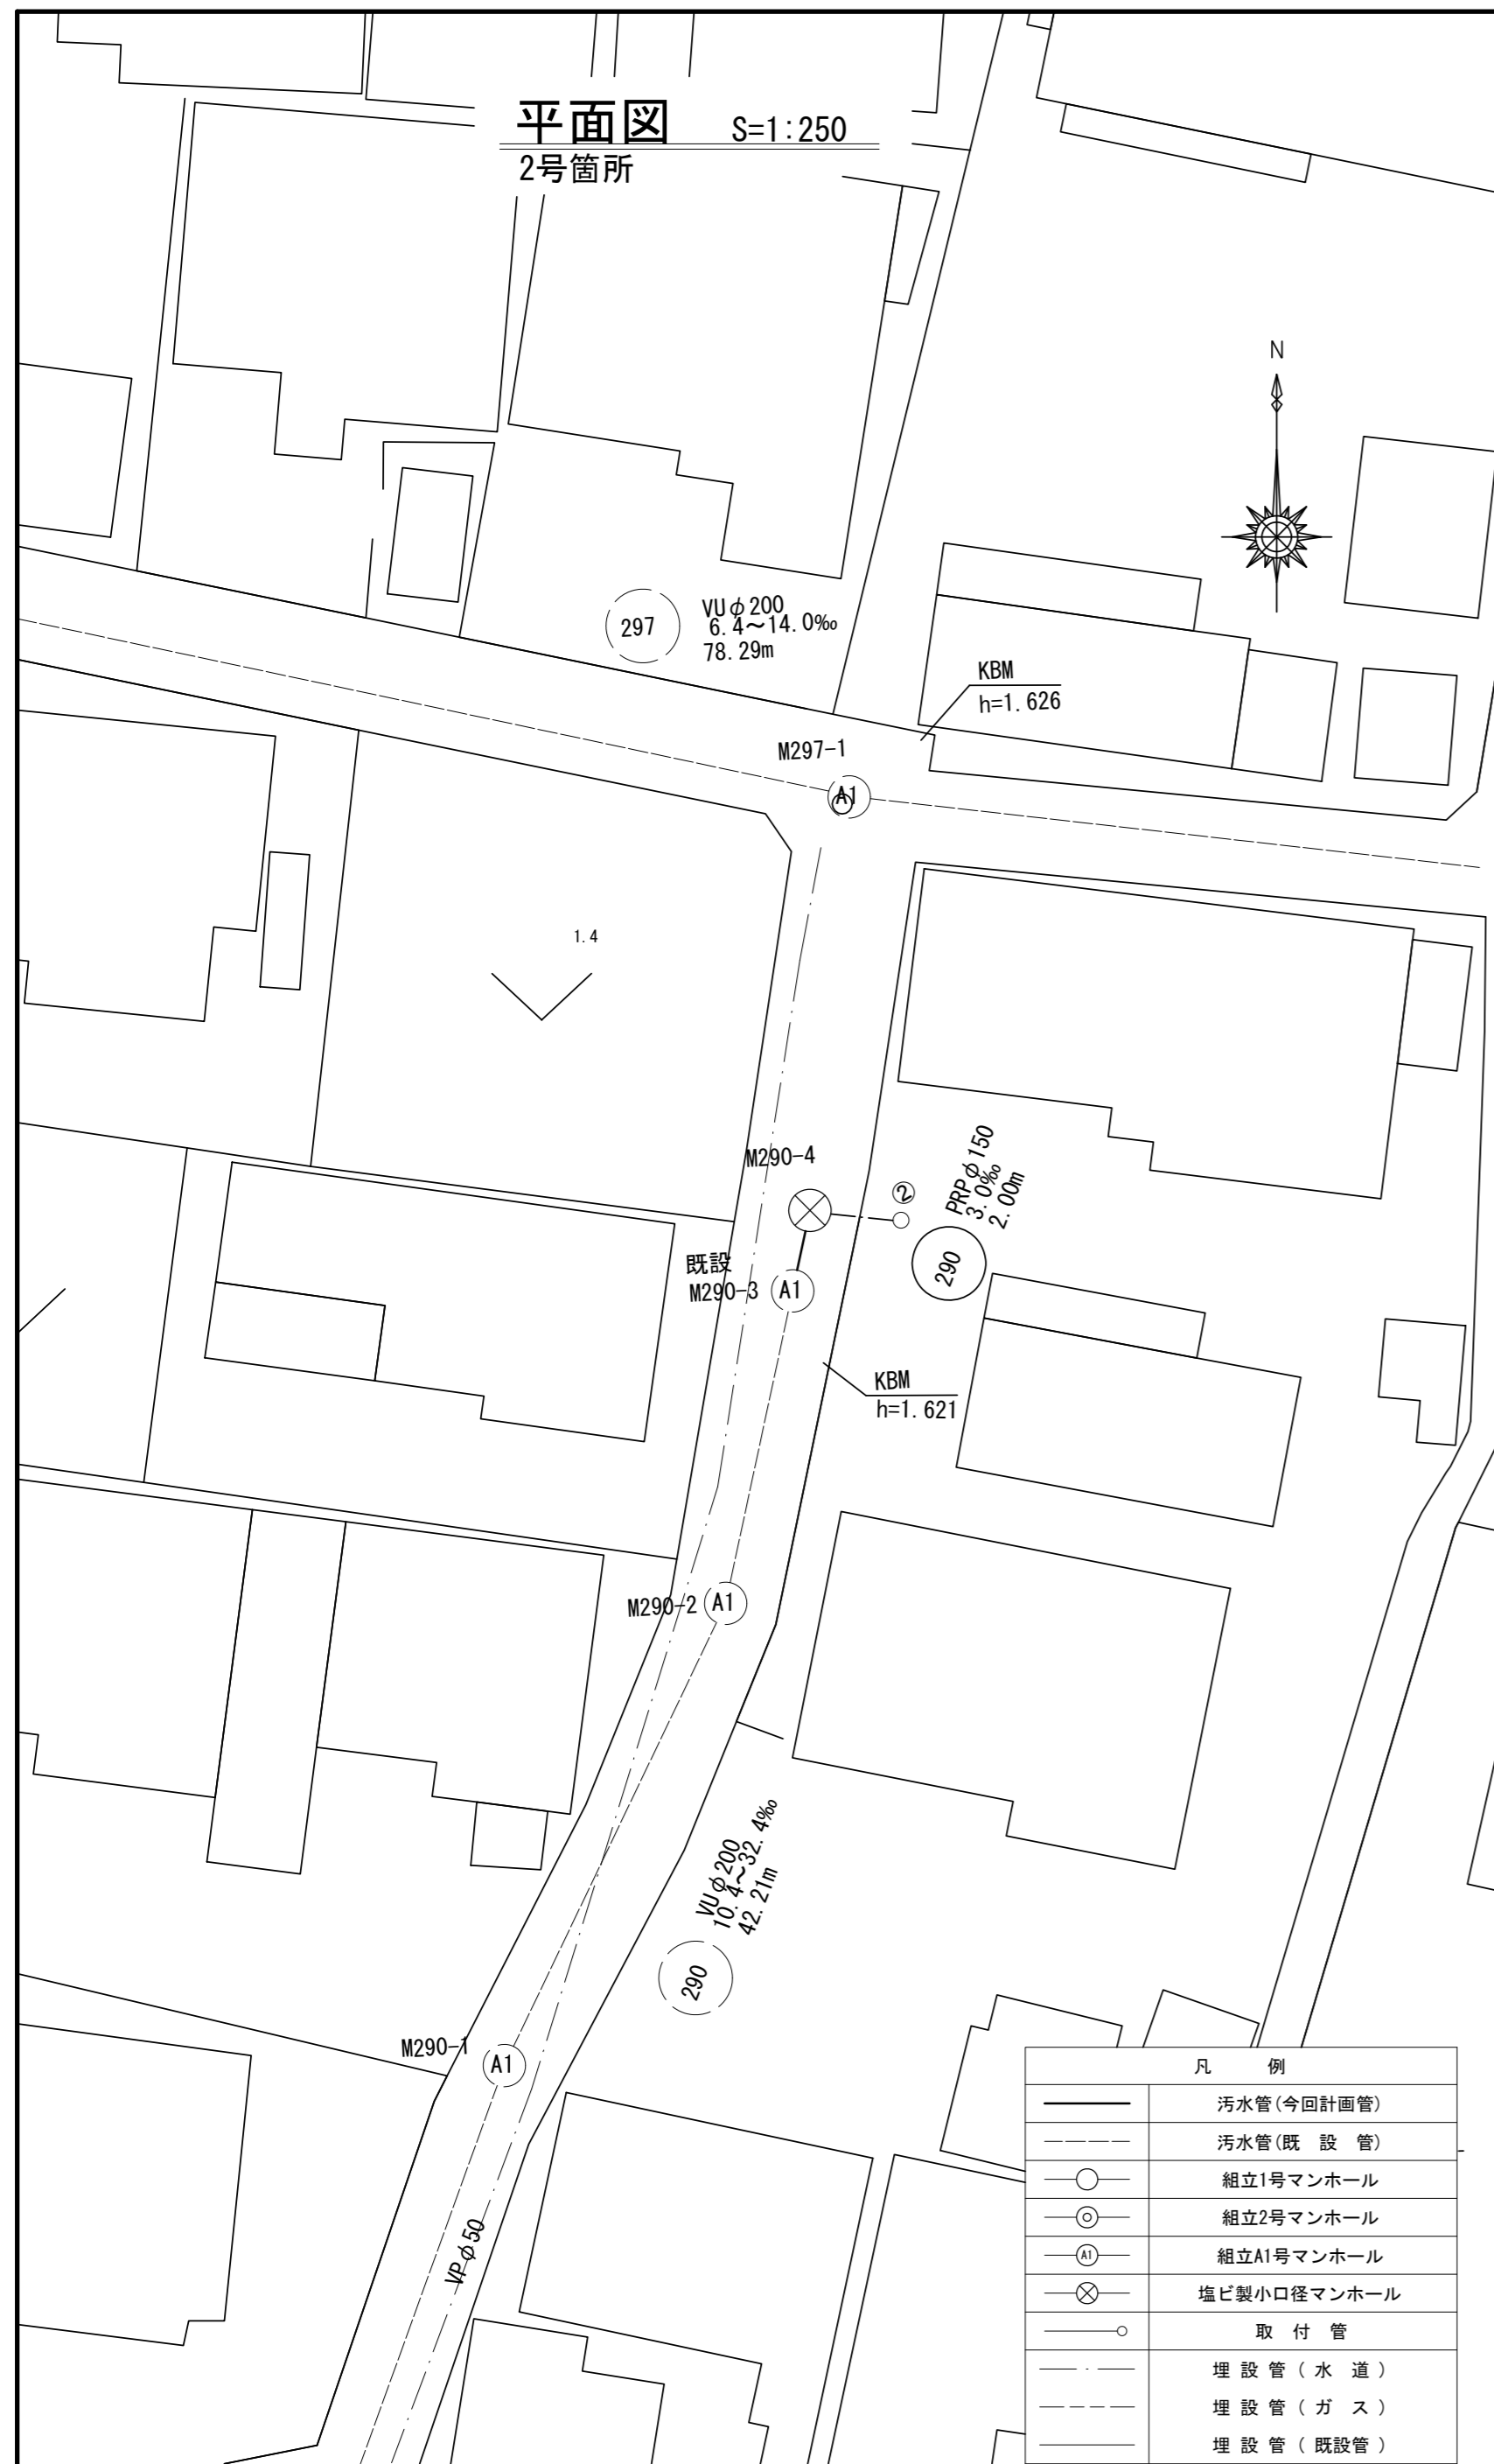 平面図 S=1:250
2号箇所
N
297
VUφ200
6.4～14.0‰
78.29m
KBM
h=1.626
M297-1
A1
1.4
M290-4
②
PRPφ150
3.0‰
2.00m
290
既設
M290-3 A1
KBM
h=1.621
M290-2 A1
VUφ200
10.4～32.4‰
42.21m
290
M290-1 A1
VPφ50
凡 例
汚水管(今回計画管)
汚水管(既 設 管)
組立1号マンホール
組立2号マンホール
A1 組立A1号マンホール
塩ビ製小口径マンホール
取 付 管
埋 設 管 ( 水 道 )
埋 設 管 ( ガ ス )
埋 設 管 ( 既設管 )